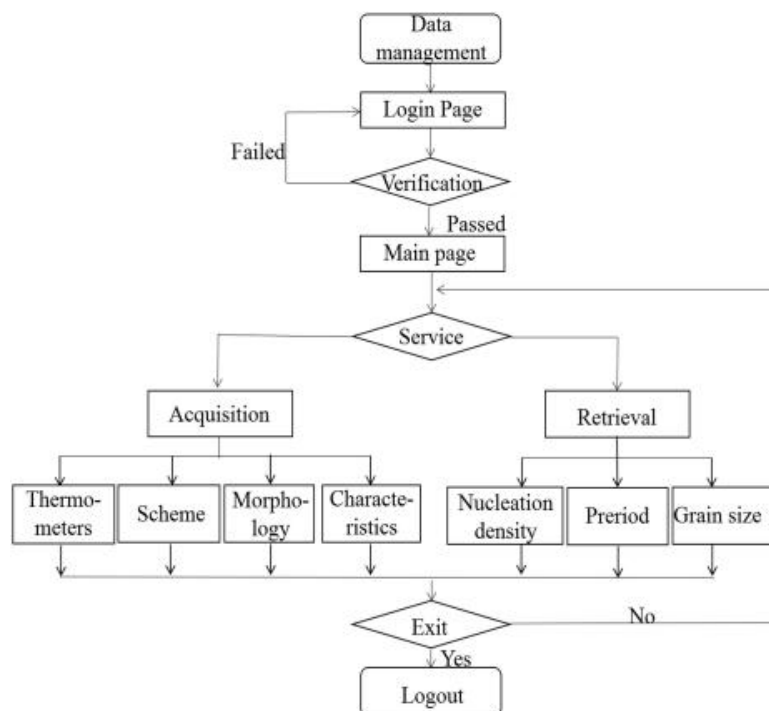 Data
management
Login Page
Failed
Verification
Passed
Main page
Service
Acquisition
Retrieval
Thermo-
meters
Scheme
Morpho-
logy
Characte-
ristics
Nucleation
density
Preriod
Grain size
Exit
No
Yes
Logout